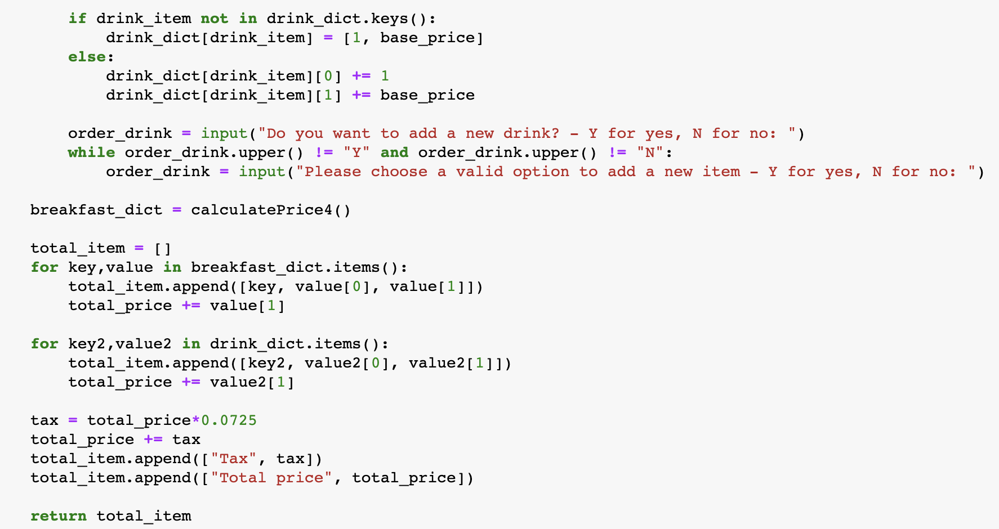 if drink_item not in drink_dict.keys():
drink_dict[drink_item] = [1, base_price]
else:
drink_dict[drink_item][0] += 1
drink_dict[drink_item][1] += base_price
order_drink = input("Do you want to add a new drink? – Y for yes, N for no: ")
while order_drink.upper() != "Y" and order_drink.upper() != "N":
order_drink = input("Please choose a valid option to add a new item – Y for yes, N for no: ")
breakfast_dict = calculatePrice4()
total_item = []
for key,value in breakfast_dict.items():
total_item.append([key, value[0], value[1]])
total_price += value[1]
for key2,value2 in drink_dict.items():
total_item.append([key2, value2[0], value2[1]])
total_price += value2[1]
tax = total_price*0.0725
total_price += tax
total_item.append(["Tax", tax])
total_item.append(["Total price", total_price])
return total_item